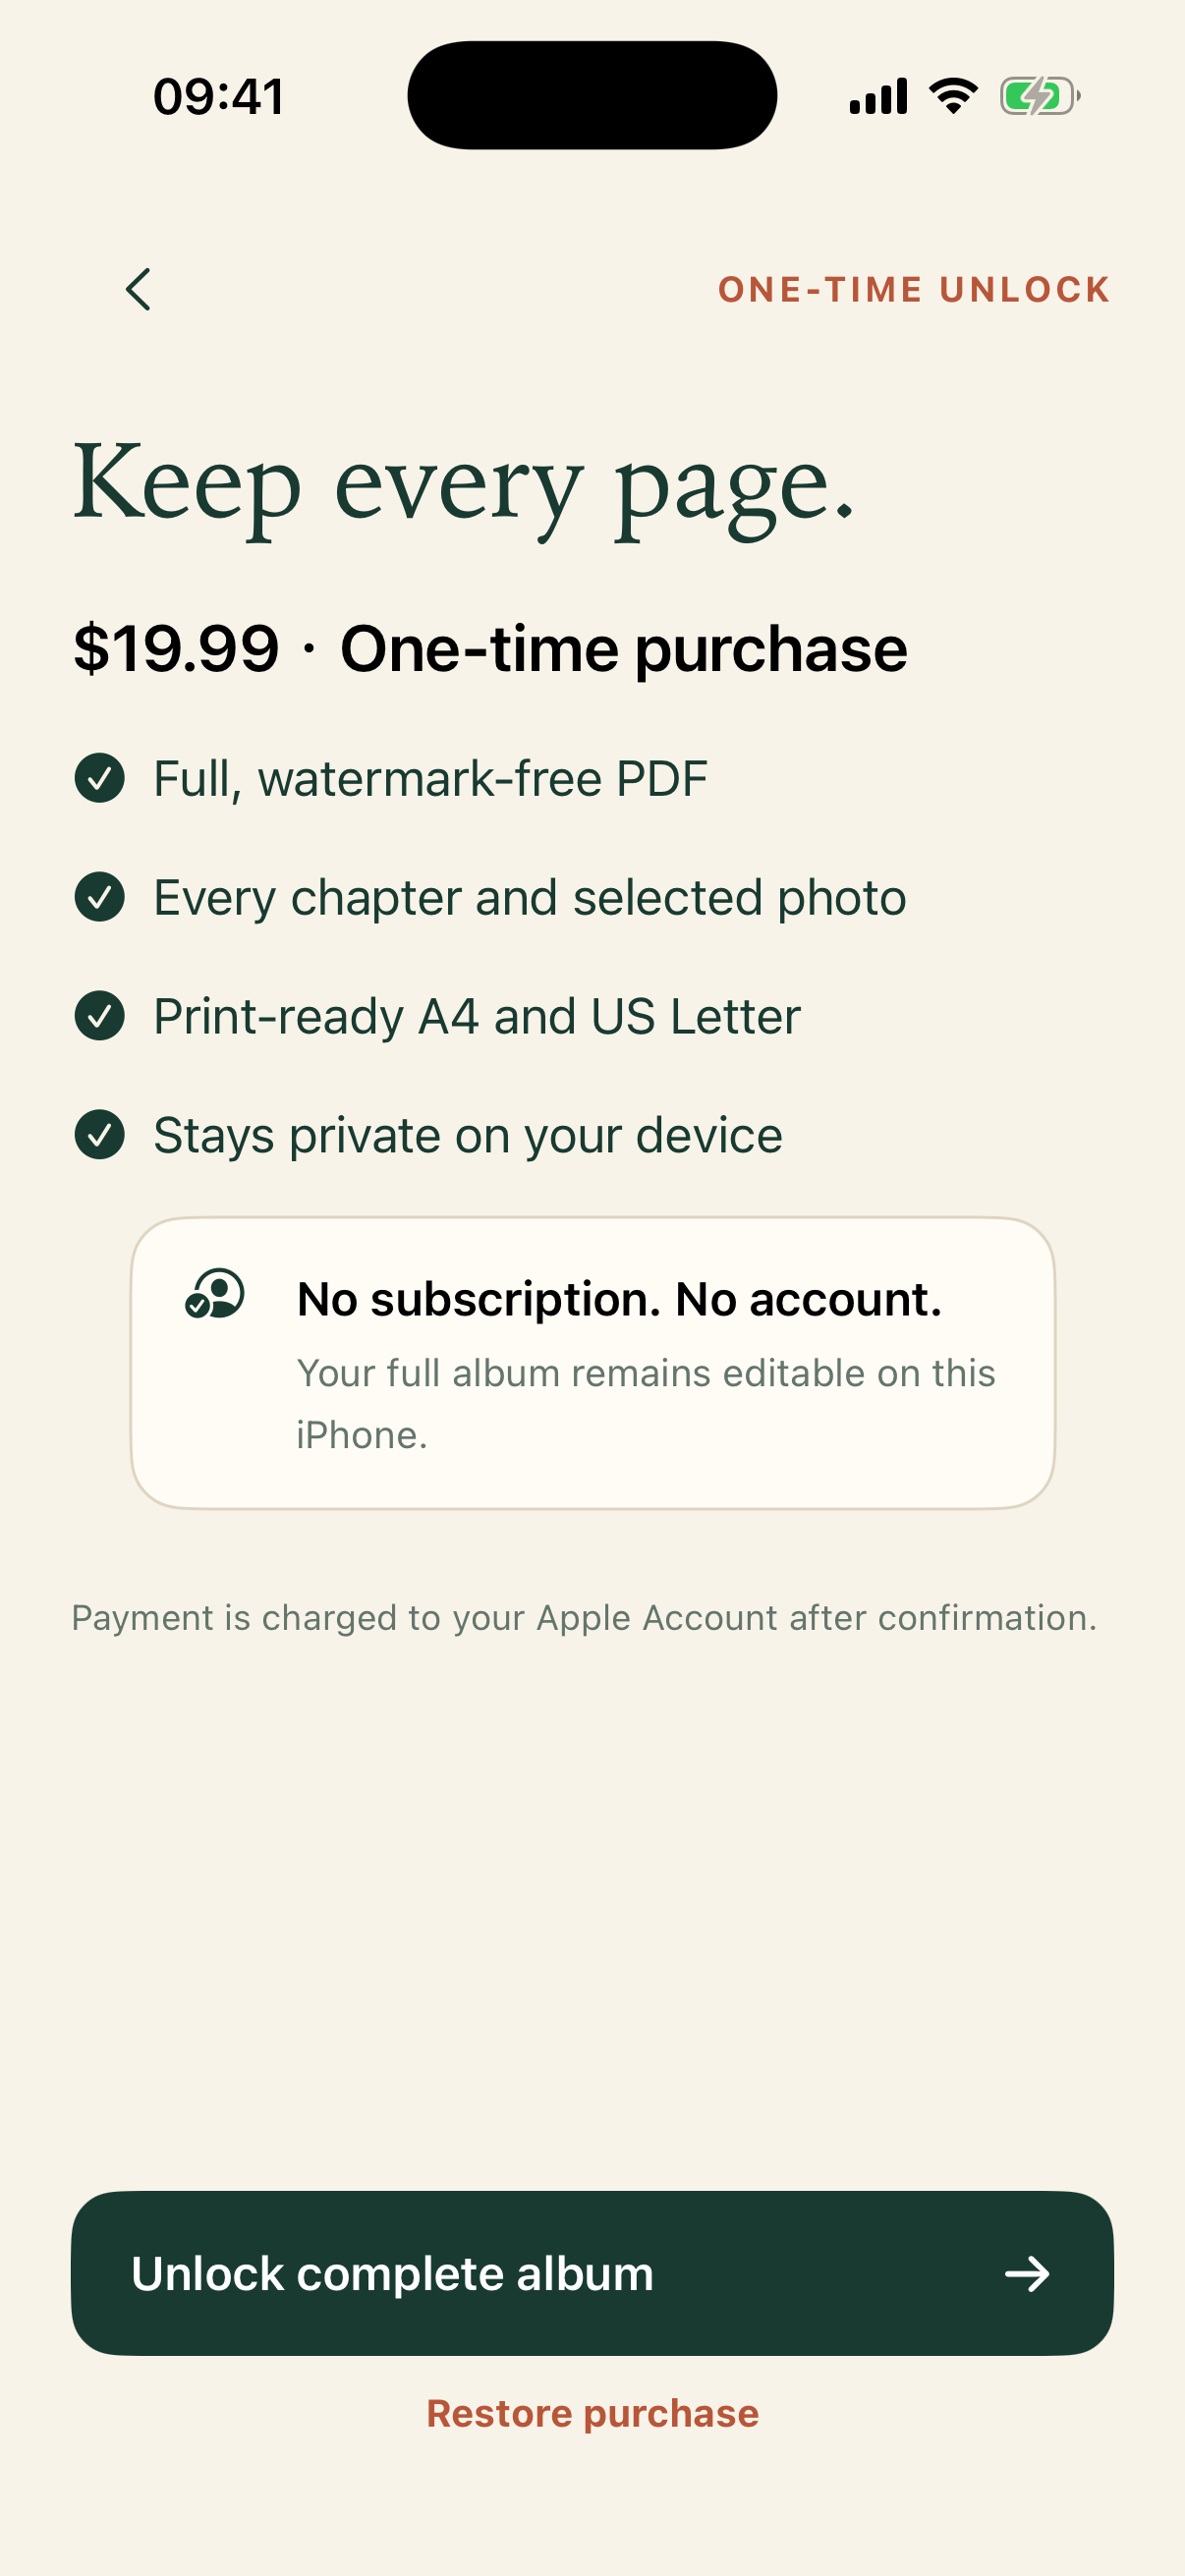 09:41
ONE-TIME UNLOCK
Keep every page.
$19.99 · One-time purchase
Full, watermark-free PDF
Every chapter and selected photo
Print-ready A4 and US Letter
Stays private on your device
No subscription. No account.
Your full album remains editable on this
iPhone.
Payment is charged to your Apple Account after confirmation.
Unlock complete album
Restore purchase